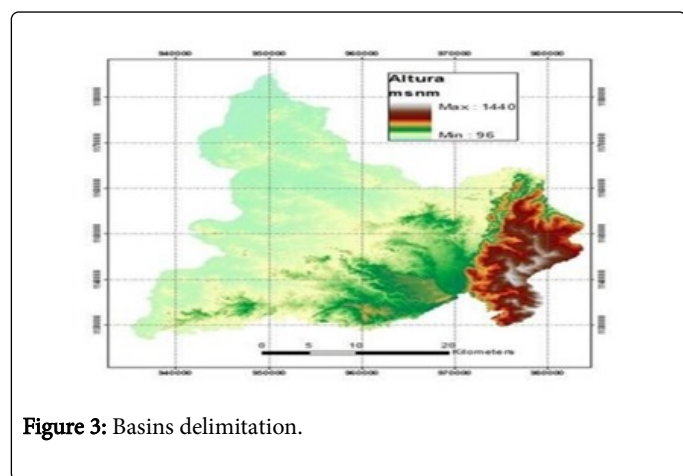 940000 950000 960000 970000 980000
Altura
msnm
Max : 1440
Min : 96
0 5 10 20
Kilometers
940000 950000 960000 970000 980000
Figure 3: Basins delimitation.